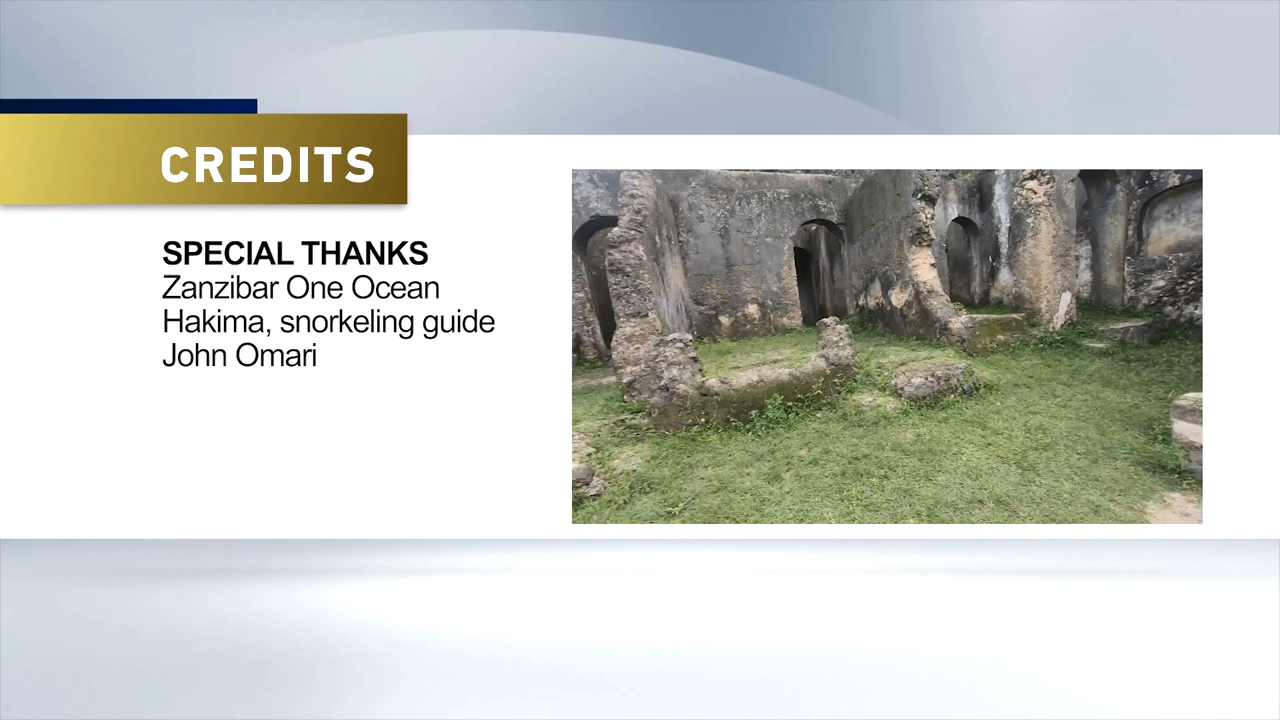 CREDITS
SPECIAL THANKS
Zanzibar One Ocean
Hakima, snorkeling guide
John Omari